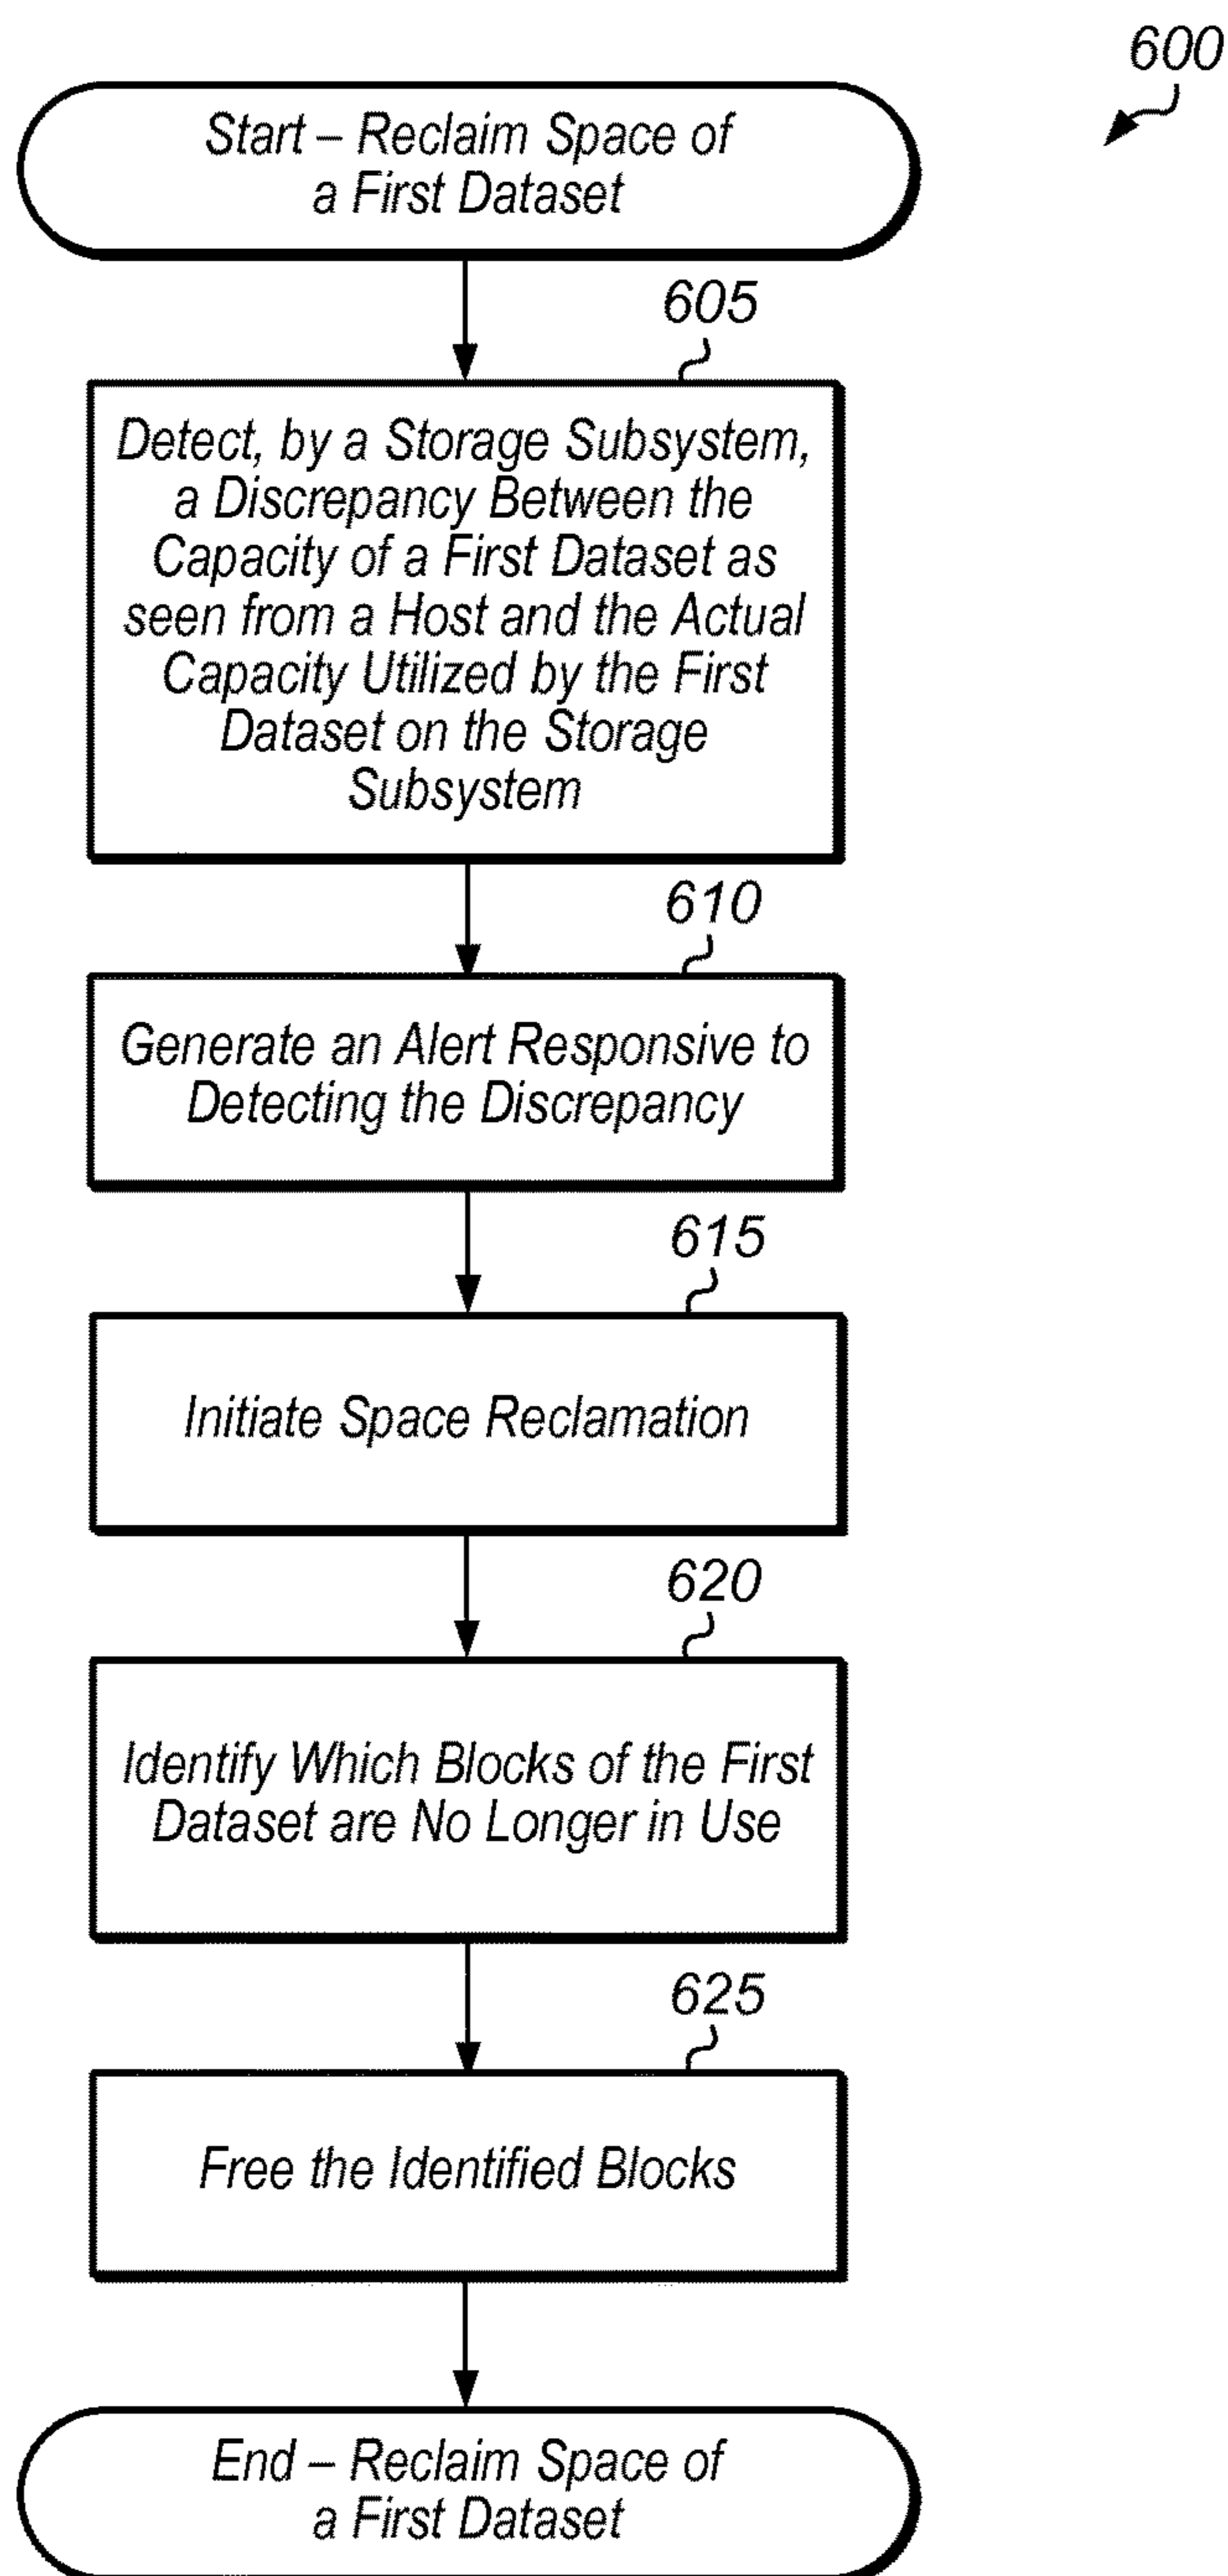 600
Start – Reclaim Space of
a First Dataset
605
Detect, by a Storage Subsystem,
a Discrepancy Between the
Capacity of a First Dataset as
seen from a Host and the Actual
Capacity Utilized by the First
Dataset on the Storage
Subsystem
610
Generate an Alert Responsive to
Detecting the Discrepancy
615
Initiate Space Reclamation
620
Identify Which Blocks of the First
Dataset are No Longer in Use
625
Free the Identified Blocks
End – Reclaim Space of
a First Dataset